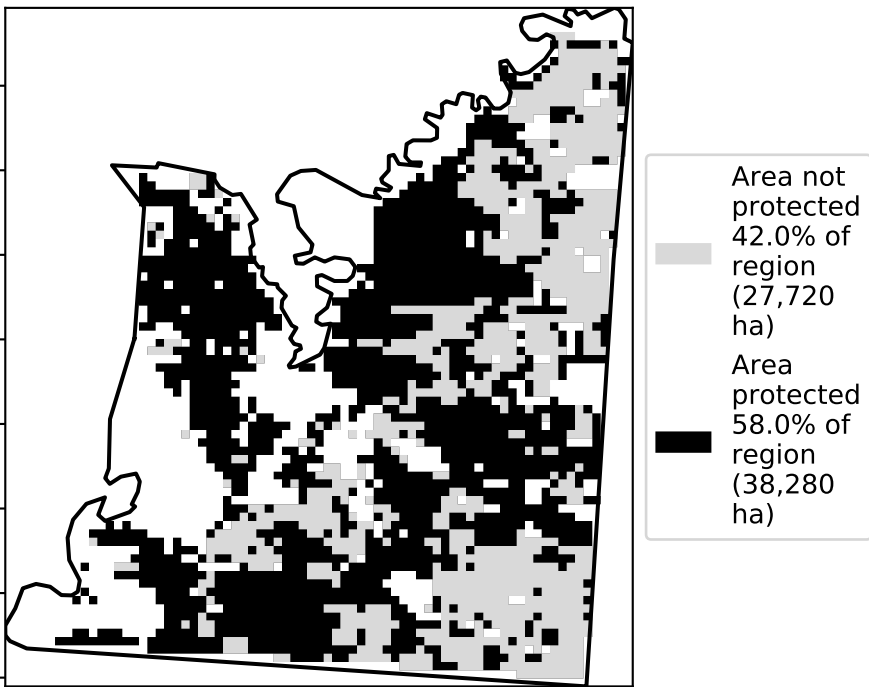 Area not
protected
42.0% of
region
(27,720
ha)
Area
protected
58.0% of
region
(38,280
ha)